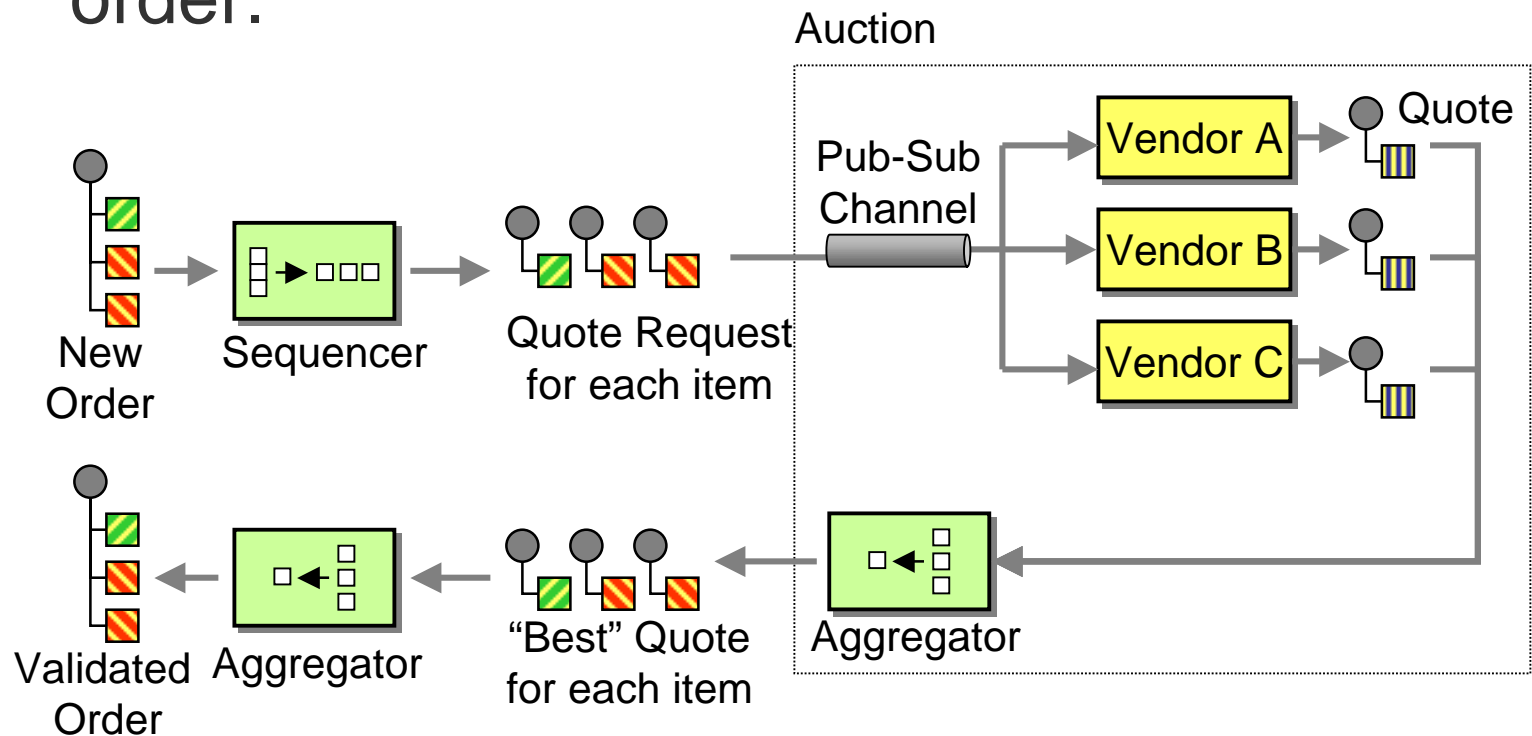 order.
Auction
Vendor A
Quote
Pub-Sub
Channel
Vendor B
Vendor C
New
Order
Sequencer
Quote Request
for each item
Validated
Order
Aggregator
“Best” Quote
for each item
Aggregator